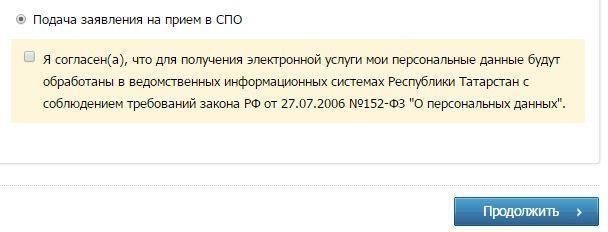 Подача заявления на прием в СПО
Я согласен(а), что для получения электронной услуги мои персональные данные будут
обработаны в ведомственных информационных системах Республики Татарстан с
соблюдением требований закона РФ от 27.07.2006 №152-ФЗ "О персональных данных".
Продолжить